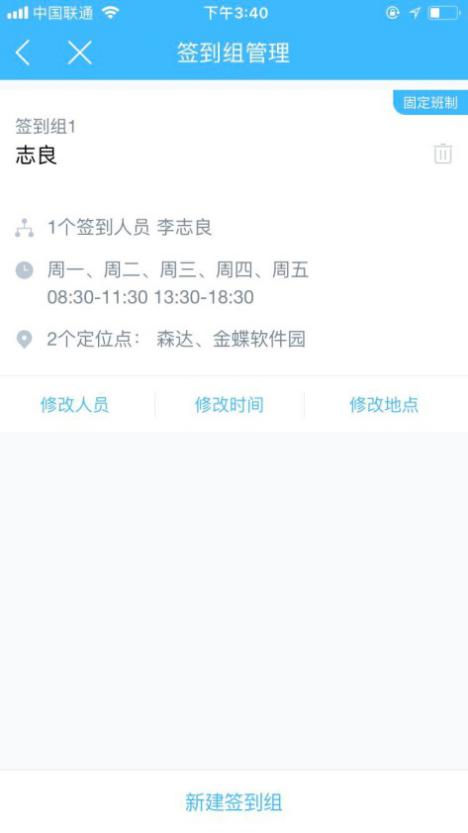 中国联通 下午3:40
签到组管理
固定班制
签到组1
志良
1个签到人员 李志良
周一、周二、周三、周四、周五
08:30-11:30 13:30-18:30
2个定位点： 森达、金蝶软件园
修改人员 修改时间 修改地点
新建签到组